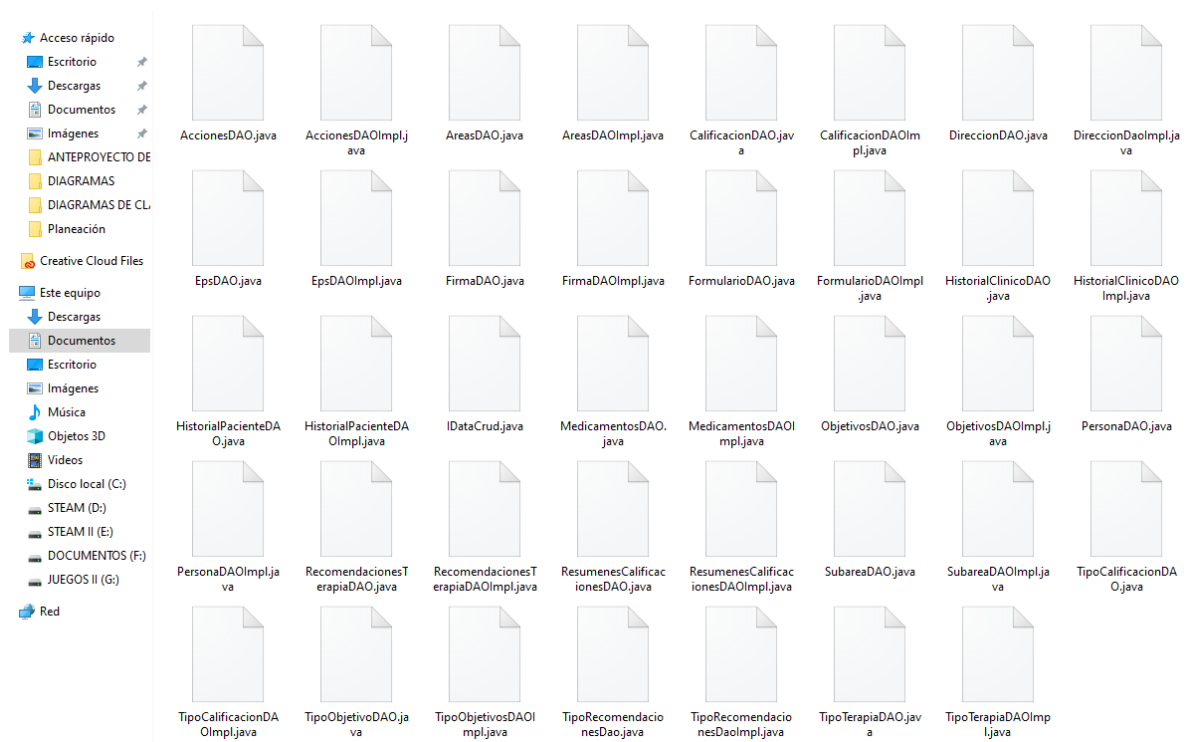 Acceso rápido
Escritorio
Descargas
Documentos
Imágenes
ANTEPROYECTO DE
DIAGRAMAS
DIAGRAMAS DE CL
Planeación
Creative Cloud Files
Este equipo
Descargas
Documentos
Escritorio
Imágenes
Música
Objetos 3D
Videos
Disco local (C:)
STEAM (D:)
STEAM II (E:)
DOCUMENTOS (F:)
JUEGOS II (G:)
Red
AccionesDAO.java
AccionesDAOImpl.j
ava
AreasDAO.java
AreasDAOImpl.java
CalificacionDAO.jav
a
CalificacionDAOIm
pl.java
DireccionDAO.java
DireccionDaoImpl.ja
va
EpsDAO.java
EpsDAOImpl.java
FirmaDAO.java
FirmaDAOImpl.java
FormularioDAO.java
FormularioDAOImpl
.java
HistorialClinicoDAO
.java
HistorialClinicoDAO
Impl.java
HistorialPacienteDA
O.java
HistorialPacienteDA
OImpl.java
IDataCrud.java
MedicamentosDAO.
java
MedicamentosDAOI
mpl.java
ObjetivosDAO.java
ObjetivosDAOImpl.j
ava
PersonaDAO.java
PersonaDAOImpl.ja
va
RecomendacionesT
erapiaDAO.java
RecomendacionesT
erapiaDAOImpl.java
ResumenesCalificac
ionesDAO.java
ResumenesCalificac
ionesDAOImpl.java
SubareaDAO.java
SubareaDAOImpl.ja
va
TipoCalificacionDA
O.java
TipoCalificacionDA
OImpl.java
TipoObjetivoDAO.ja
va
TipoObjetivosDAOI
mpl.java
TipoRecomendacio
nesDao.java
TipoRecomendacio
nesDaoImpl.java
TipoTerapiaDAO.jav
a
TipoTerapiaDAOImp
l.java